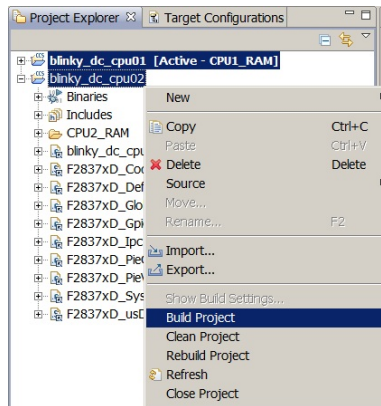 Project Explorer
Target Configurations
blinky_dc_cpu01 [Active - CPU1_RAM]
blinky_dc_cpu02
Binaries
Includes
CPU2_RAM
blinky_dc_cpu
F2837xD_Coo
F2837xD_Def
F2837xD_Glo
F2837xD_Gpi
F2837xD_Ipc
F2837xD_Pie
F2837xD_PieV
F2837xD_Sys
F2837xD_usD
New
Copy Ctrl+C
Paste Ctrl+V
Delete Delete
Source
Move...
Rename... F2
Import...
Export...
Show Build Settings...
Build Project
Clean Project
Rebuild Project
Refresh
Close Project